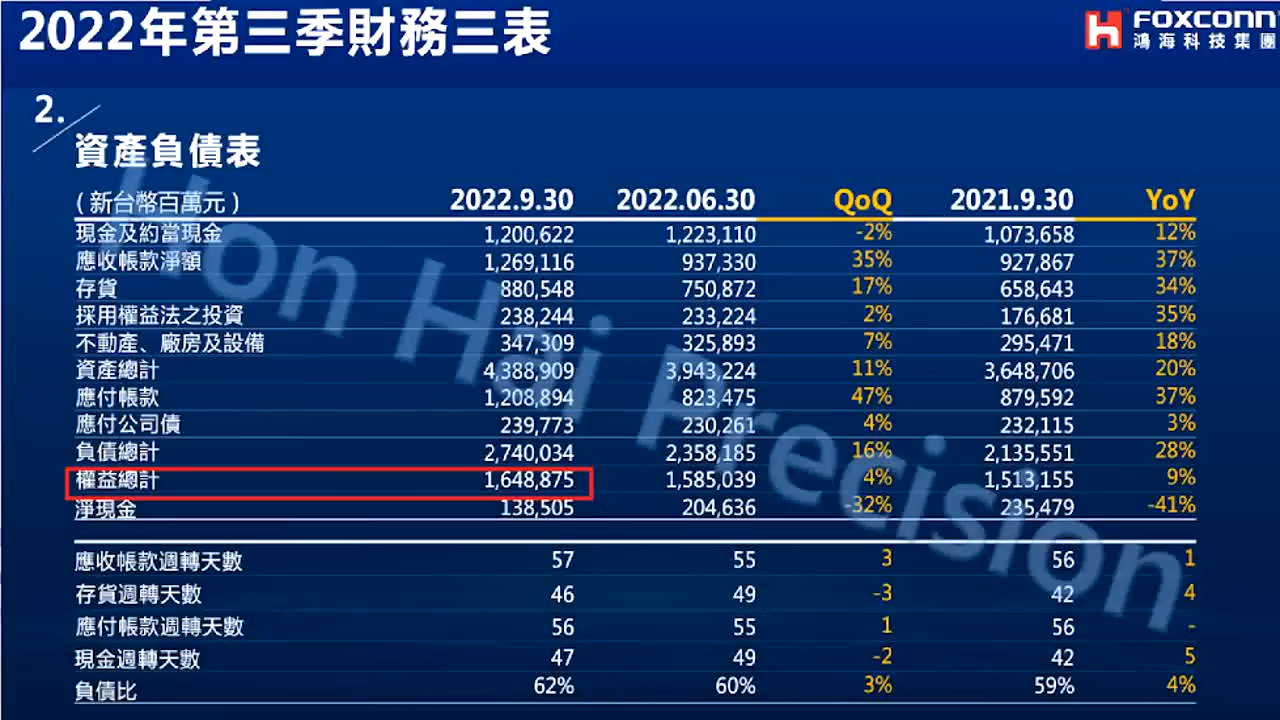 2022年第三季財務三表
FOXCONN
鴻海科技集團
2.
資產負債表
(新台幣百萬元) 2022.9.30 2022.06.30 QoQ 2021.9.30 YoY
現金及約當現金 1,200,622 1,223,110 -2% 1,073,658 12%
應收帳款淨額 1,269,116 937,330 35% 927,867 37%
存貨 880,548 750,872 17% 658,643 34%
採用權益法之投資 238,244 233,224 2% 176,681 35%
不動產、廠房及設備 347,309 325,893 7% 295,471 18%
資產總計 4,388,909 3,943,224 11% 3,648,706 20%
應付帳款 1,208,894 823,475 47% 879,592 37%
應付公司債 239,773 230,261 4% 232,115 3%
負債總計 2,740,034 2,358,185 16% 2,135,551 28%
權益總計 1,648,875 1,585,039 4% 1,513,155 9%
淨現金 138,505 204,636 -32% 235,479 -41%
應收帳款週轉天數 57 55 3 56 1
存貨週轉天數 46 49 -3 42 4
應付帳款週轉天數 56 55 1 56 -
現金週轉天數 47 49 -2 42 5
負債比 62% 60% 3% 59% 4%
Hon Hai Precision